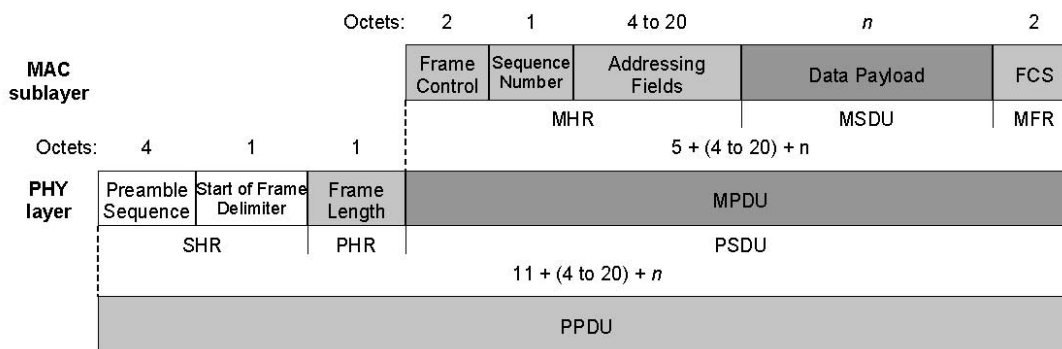 Octets: 2 1 4 to 20 n 2
MAC sublayer
Frame Control
Sequence Number
Addressing Fields
Data Payload
FCS
MHR MSDU MFR
Octets: 4 1 1 5 + (4 to 20) + n
PHY layer
Preamble Sequence
Start of Frame Delimiter
Frame Length
MPDU
SHR PHR PSDU
11 + (4 to 20) + n
PPDU